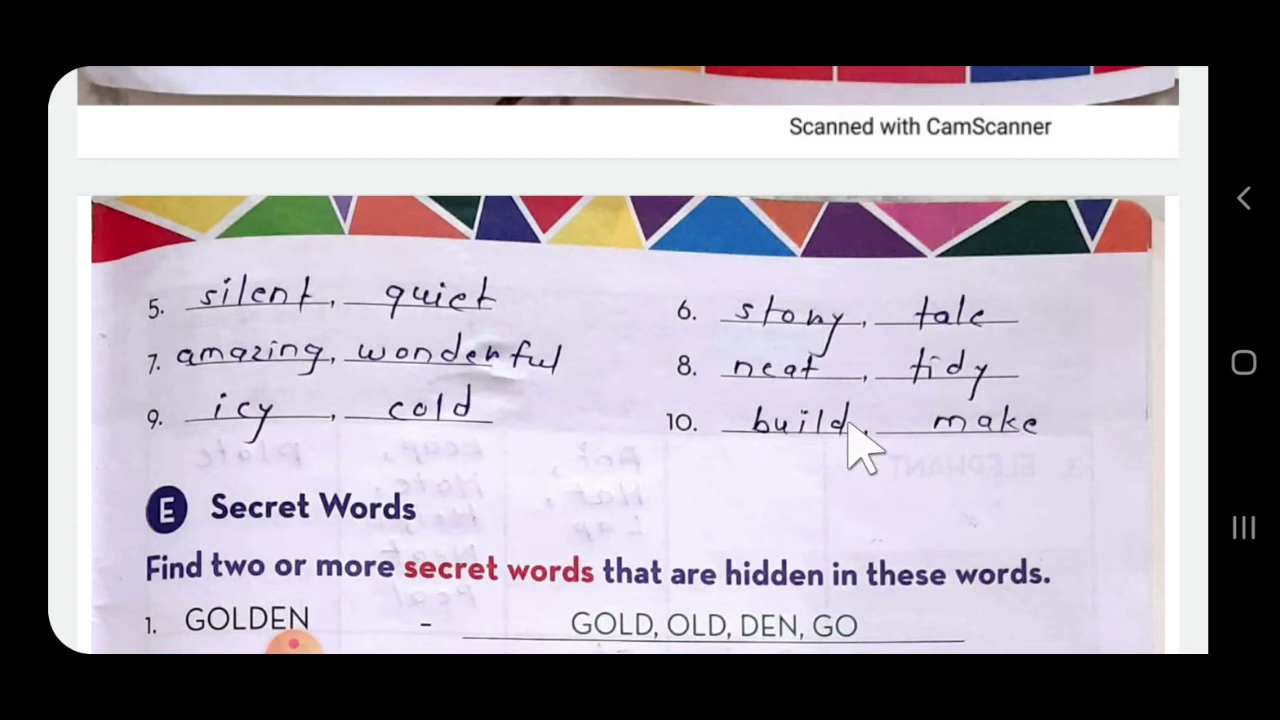 Scanned with CamScanner
5. silent, quiet 6. story, tale
7. amazing, wonderful 8. neat, tidy
9. icy, cold 10. build, make
E Secret Words
Find two or more secret words that are hidden in these words.
1. GOLDEN - GOLD, OLD, DEN, GO